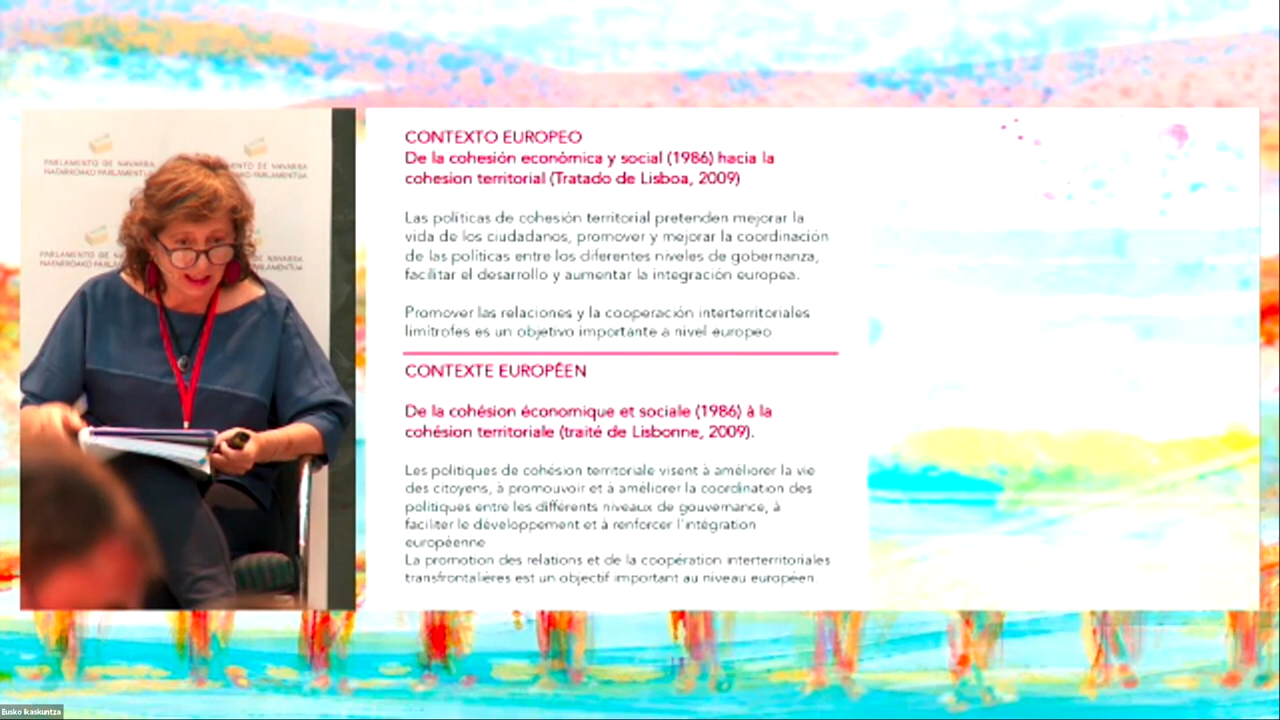 PARLAMENTO DE NAVARRA
NAFARROAKO PARLAMENTUA
CONTEXTO EUROPEO
De la cohesión económica y social (1986) hacia la
cohesion territorial (Tratado de Lisboa, 2009)
Las políticas de cohesión territorial pretenden mejorar la
vida de los ciudadanos, promover y mejorar la coordinación
de las políticas entre los diferentes niveles de gobernanza,
facilitar el desarrollo y aumentar la integración europea.
Promover las relaciones y la cooperación interterritoriales
limítrofes es un objetivo importante a nivel europeo
CONTEXTE EUROPÉEN
De la cohésion économique et sociale (1986) à la
cohésion territoriale (traité de Lisbonne, 2009).
Les politiques de cohésion territoriale visent à améliorer la vie
des citoyens, à promouvoir et à améliorer la coordination des
politiques entre les différents niveaux de gouvernance, à
faciliter le développement et à renforcer l'intégration
européenne
La promotion des relations et de la coopération interterritoriales
transfrontalières est un objectif important au niveau européen.
Eusko Ikaskuntza